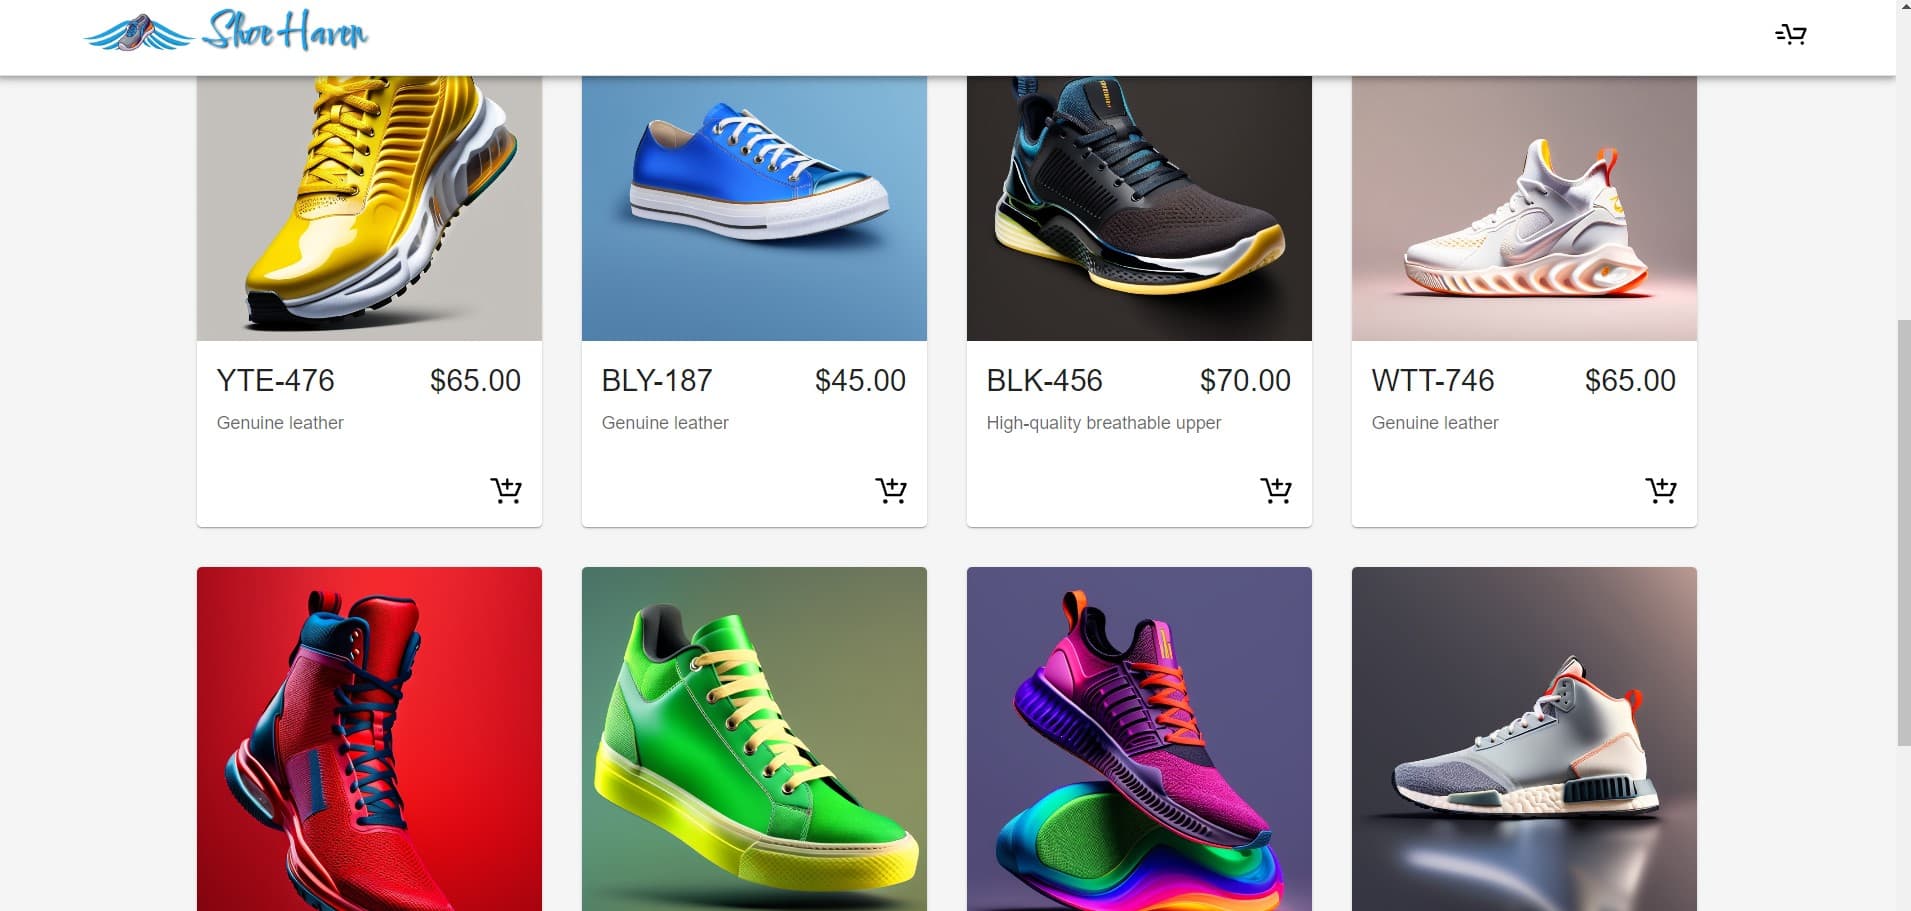 Shoe Haven
YTE-476 $65.00
Genuine leather
BLY-187 $45.00
Genuine leather
BLK-456 $70.00
High-quality breathable upper
WTT-746 $65.00
Genuine leather